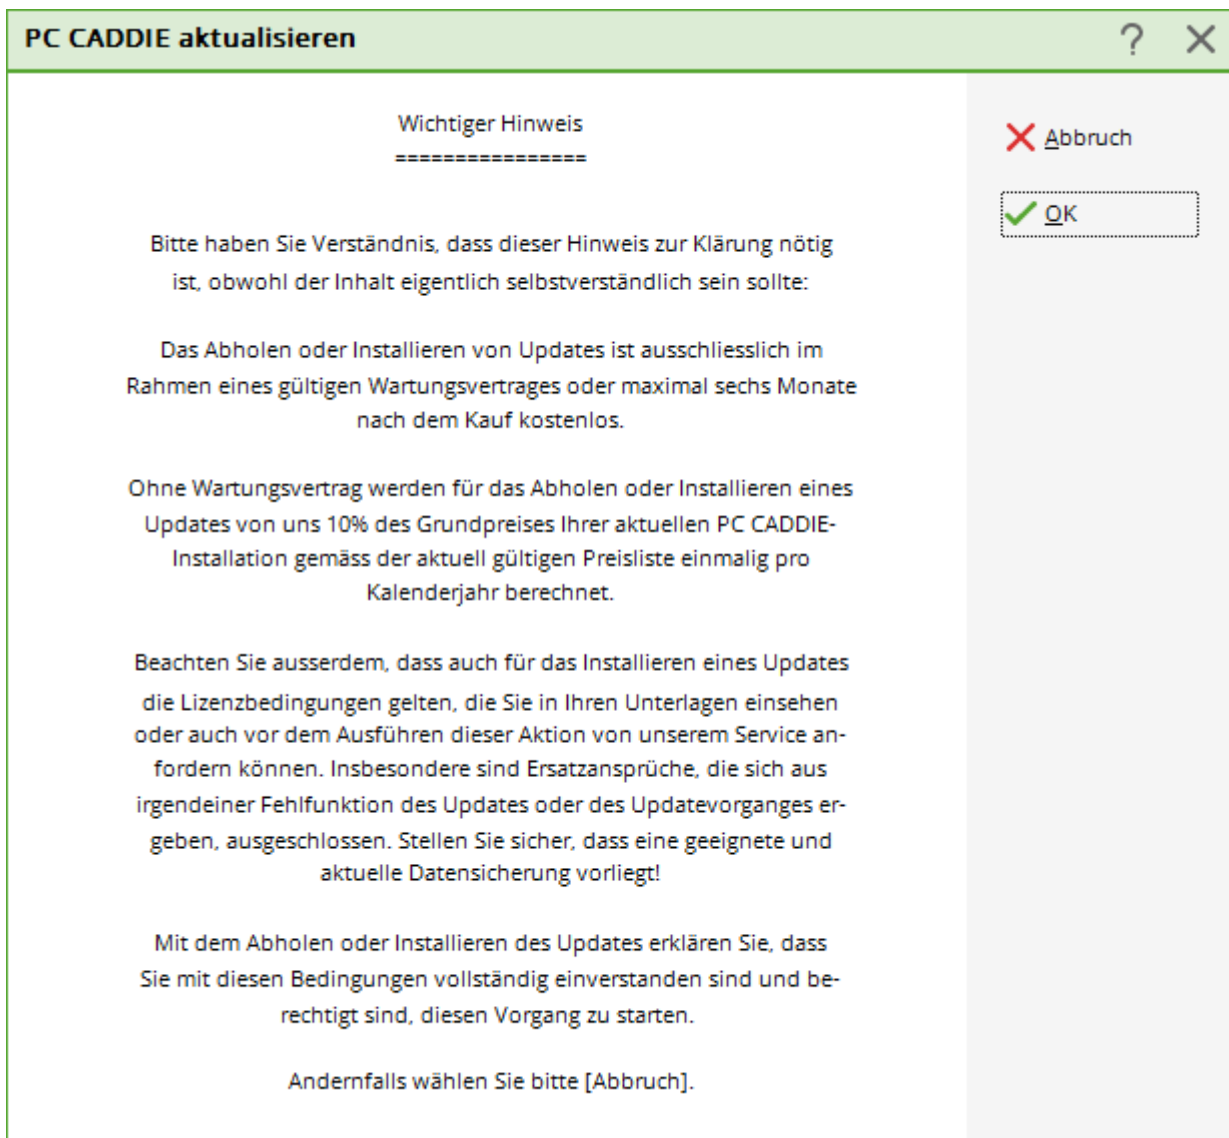 PC CADDIE aktualisieren
Wichtiger Hinweis
================
Bitte haben Sie Verständnis, dass dieser Hinweis zur Klärung nötig
ist, obwohl der Inhalt eigentlich selbstverständlich sein sollte:
Das Abholen oder Installieren von Updates ist ausschliesslich im
Rahmen eines gültigen Wartungsvertrages oder maximal sechs Monate
nach dem Kauf kostenlos.
Ohne Wartungsvertrag werden für das Abholen oder Installieren eines
Updates von uns 10% des Grundpreises Ihrer aktuellen PC CADDIE-
Installation gemäss der aktuell gültigen Preisliste einmalig pro
Kalenderjahr berechnet.
Beachten Sie ausserdem, dass auch für das Installieren eines Updates
die Lizenzbedingungen gelten, die Sie in Ihren Unterlagen einsehen
oder auch vor dem Ausführen dieser Aktion von unserem Service an-
fordern können. Insbesondere sind Ersatzansprüche, die sich aus
irgendeiner Fehlfunktion des Updates oder des Updatevorganges er-
geben, ausgeschlossen. Stellen Sie sicher, dass eine geeignete und
aktuelle Datensicherung vorliegt!
Mit dem Abholen oder Installieren des Updates erklären Sie, dass
Sie mit diesen Bedingungen vollständig einverstanden sind und be-
rechtigt sind, diesen Vorgang zu starten.
Andernfalls wählen Sie bitte [Abbruch].
Abbruch
OK